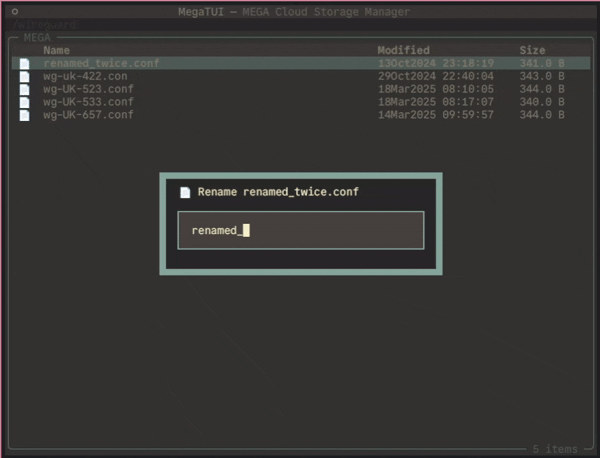 MegaTUI — MEGA Cloud Storage Manager
/wireguard
MEGA
Name Modified Size
renamed_twice.conf 13Oct2024 23:18:19 341.0 B
wg-uk-422.con 29Oct2024 22:40:04 343.0 B
wg-UK-523.conf 18Mar2025 08:10:05 344.0 B
wg-UK-533.conf 18Mar2025 08:17:07 340.0 B
wg-UK-657.conf 14Mar2025 09:59:57 344.0 B
Rename renamed_twice.conf
renamed_
5 items